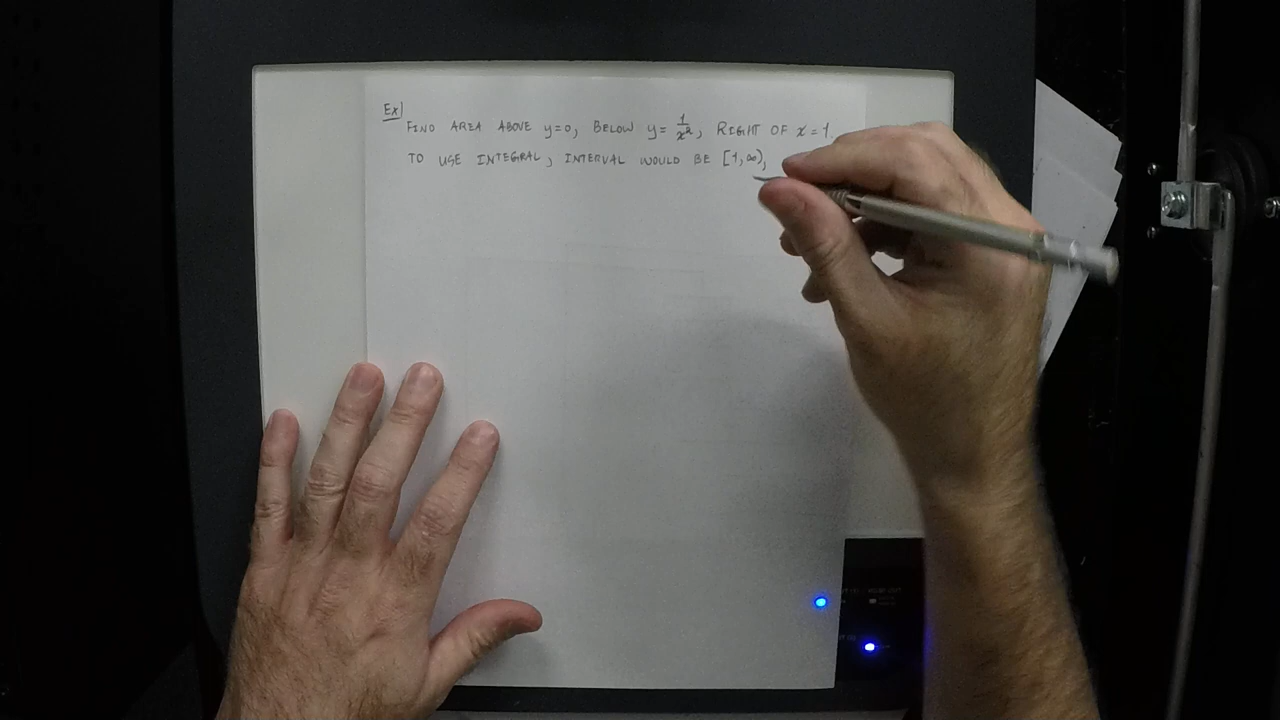 Ex)
FIND AREA ABOVE y=0, BELOW y= 1/x², RIGHT OF x=1.
TO USE INTEGRAL, INTERVAL WOULD BE [1,∞),